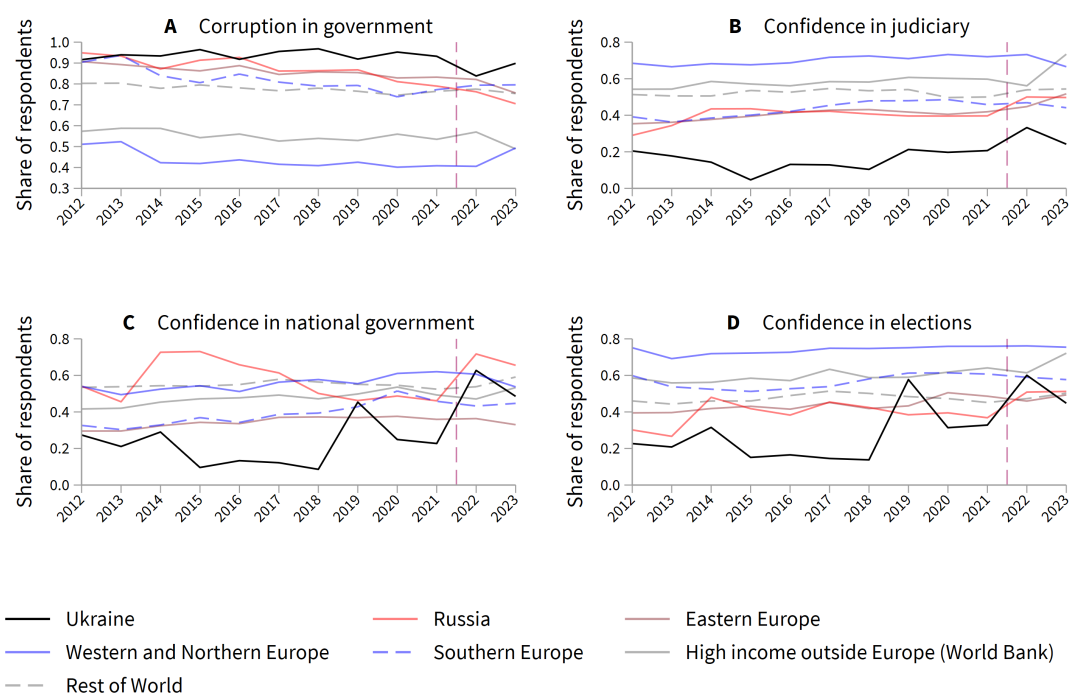 A Corruption in government
Share of respondents
1.0
0.9
0.8
0.7
0.6
0.5
0.4
0.3
2012 2013 2014 2015 2016 2017 2018 2019 2020 2021 2022 2023
B Confidence in judiciary
Share of respondents
0.8
0.6
0.4
0.2
0.0
2012 2013 2014 2015 2016 2017 2018 2019 2020 2021 2022 2023
C Confidence in national government
Share of respondents
0.8
0.6
0.4
0.2
0.0
2012 2013 2014 2015 2016 2017 2018 2019 2020 2021 2022 2023
D Confidence in elections
Share of respondents
0.8
0.6
0.4
0.2
0.0
2012 2013 2014 2015 2016 2017 2018 2019 2020 2021 2022 2023
Ukraine Russia Eastern Europe
Western and Northern Europe Southern Europe High income outside Europe (World Bank)
Rest of World